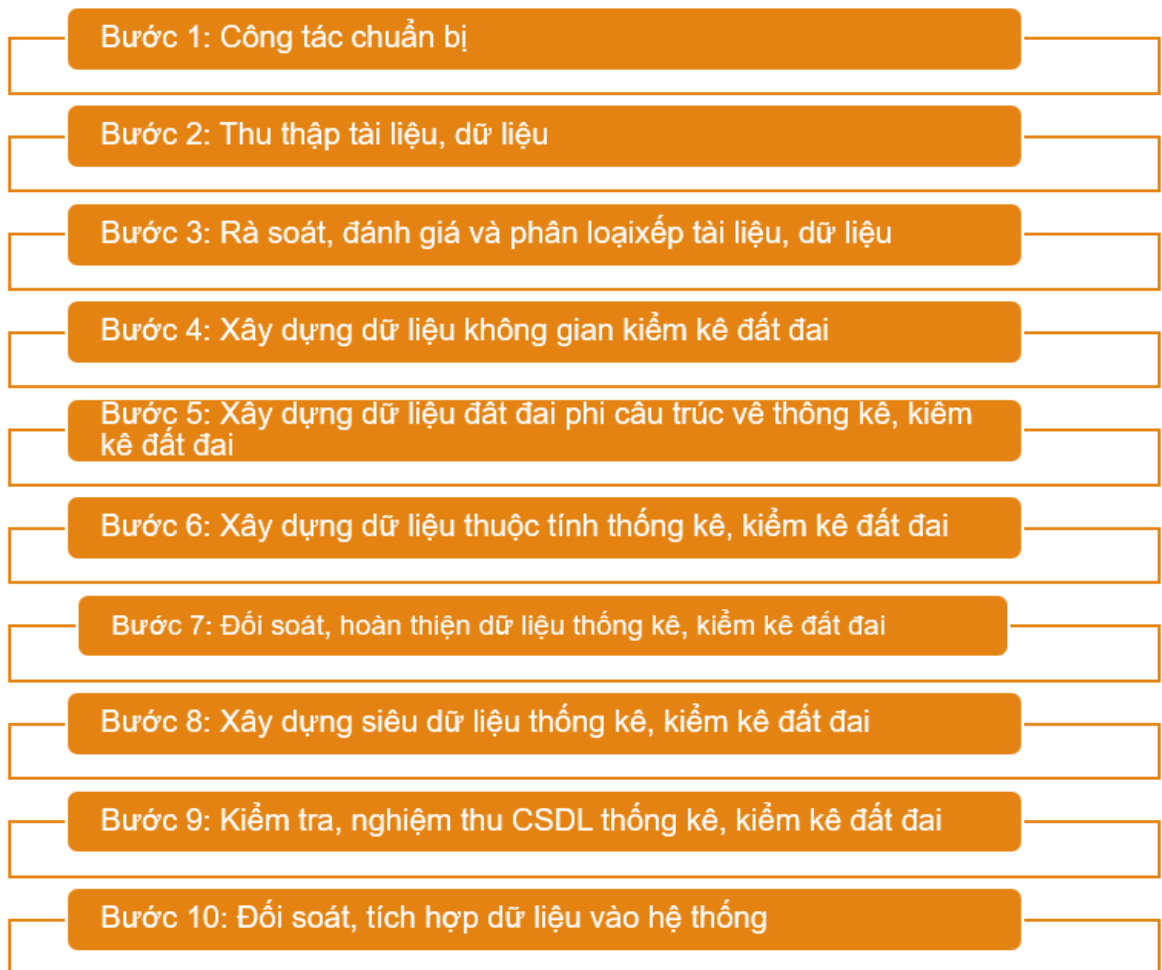 Bước 1: Công tác chuẩn bị
Bước 2: Thu thập tài liệu, dữ liệu
Bước 3: Rà soát, đánh giá và phân loạixếp tài liệu, dữ liệu
Bước 4: Xây dựng dữ liệu không gian kiểm kê đất đai
Bước 5: Xây dựng dữ liệu đất đai phi cấu trúc về thống kê, kiểm
kê đất đai
Bước 6: Xây dựng dữ liệu thuộc tính thống kê, kiểm kê đất đai
Bước 7: Đối soát, hoàn thiện dữ liệu thống kê, kiểm kê đất đai
Bước 8: Xây dựng siêu dữ liệu thống kê, kiểm kê đất đai
Bước 9: Kiểm tra, nghiệm thu CSDL thống kê, kiểm kê đất đai
Bước 10: Đối soát, tích hợp dữ liệu vào hệ thống